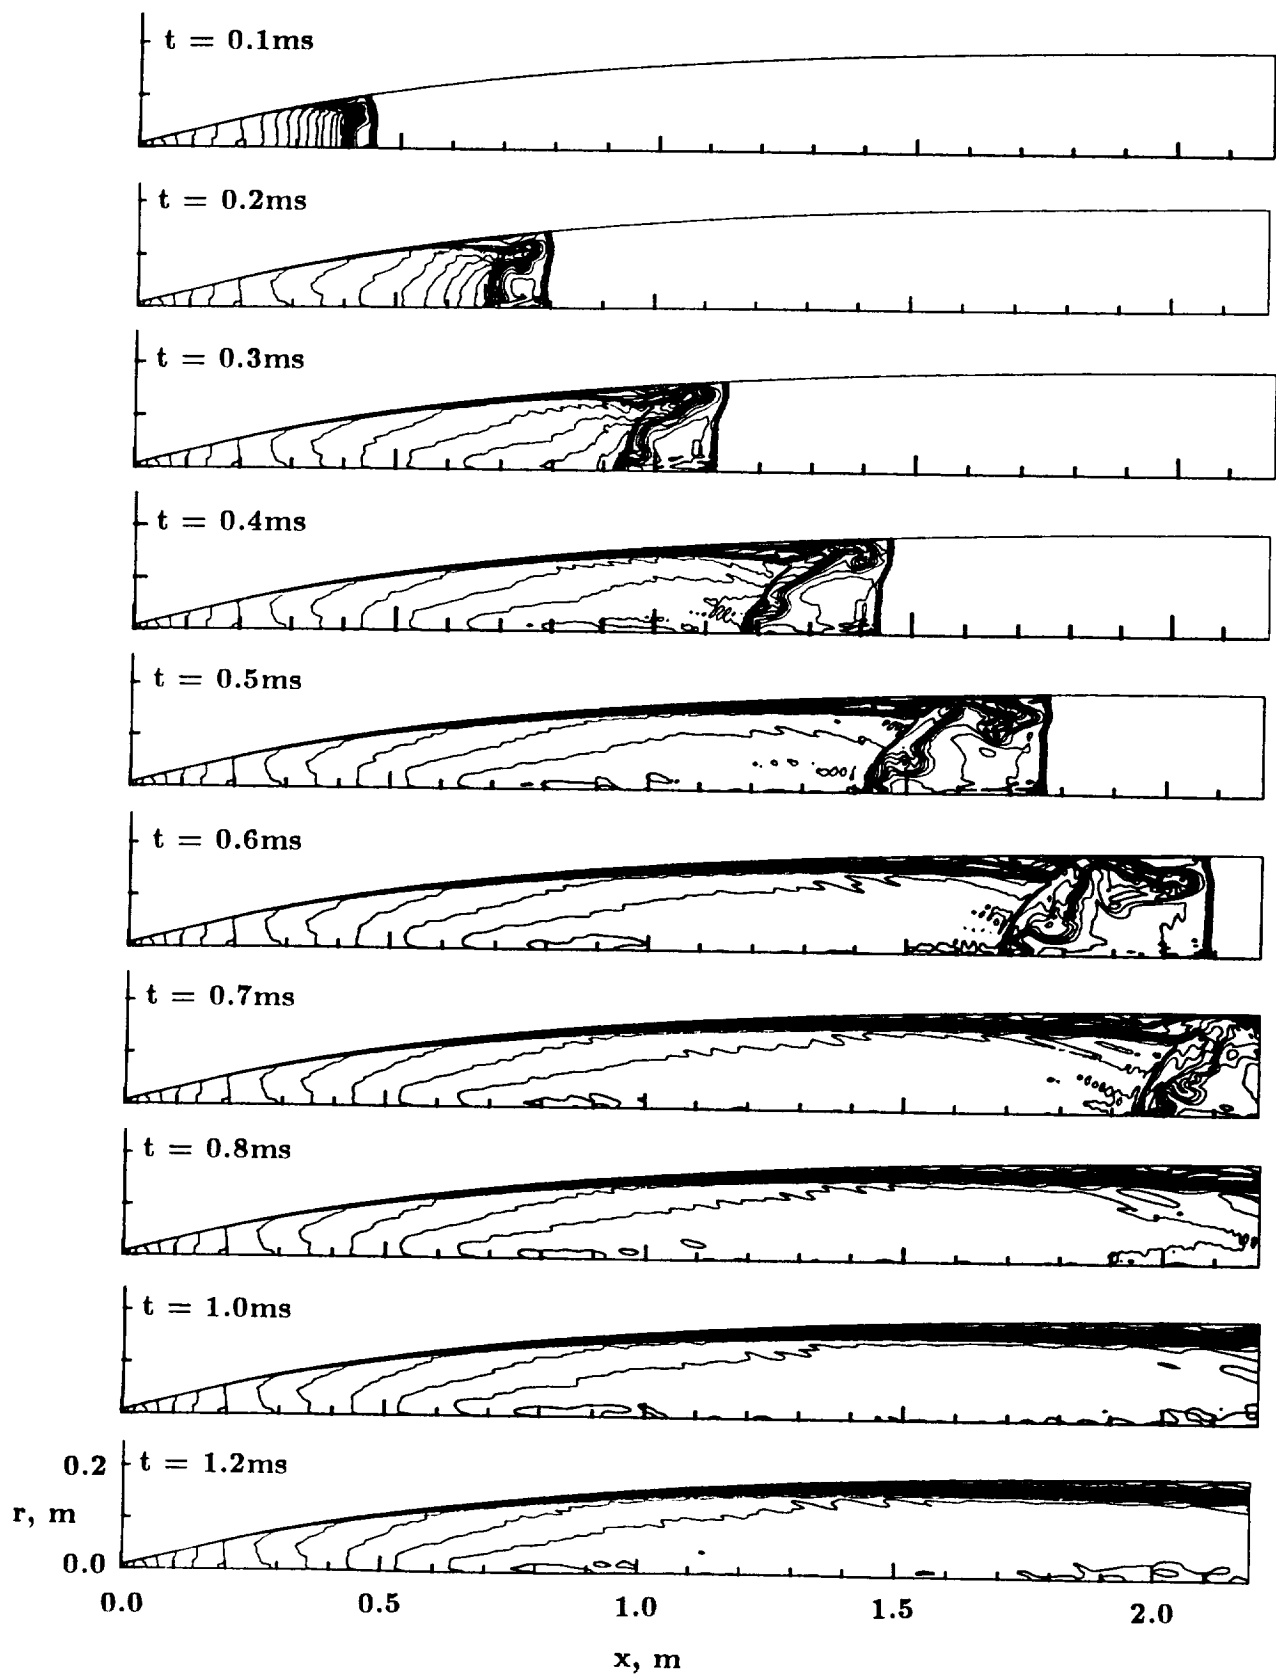 t = 0.1ms
t = 0.2ms
t = 0.3ms
t = 0.4ms
t = 0.5ms
t = 0.6ms
t = 0.7ms
t = 0.8ms
t = 1.0ms
t = 1.2ms
0.2
r, m
0.0
0.0 0.5 1.0 1.5 2.0
x, m